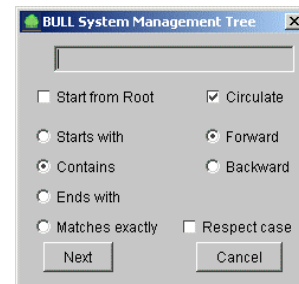 BULL System Management Tree
Start from Root Circulate
Starts with Forward
Contains Backward
Ends with
Matches exactly Respect case
Next Cancel